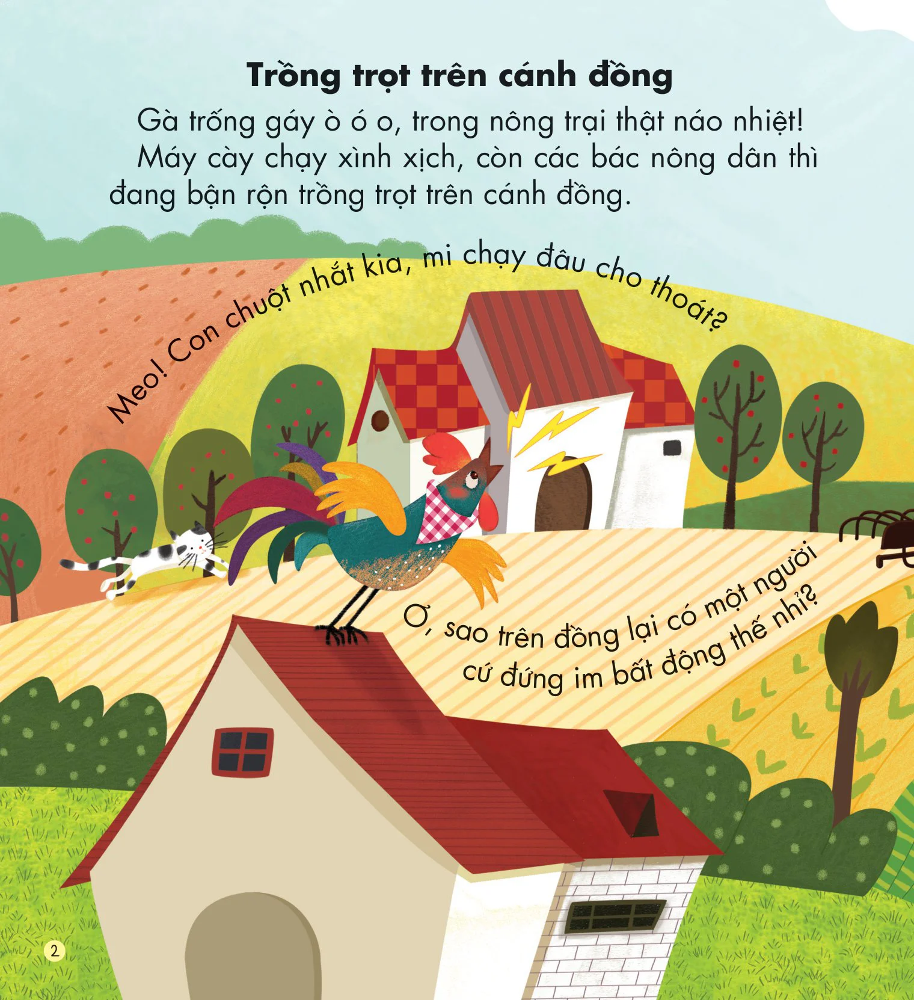 Trồng trọt trên cánh đồng
Gà trống gáy ò ó o, trong nông trại thật náo nhiệt!
Máy cày chạy xình xịch, còn các bác nông dân thì
đang bận rộn trồng trọt trên cánh đồng.
Meo! Con chuột nhắt kia, mi chạy đâu cho thoát?
Ơ, sao trên đồng lại có một người
cứ đứng im bất động thế nhỉ?
2